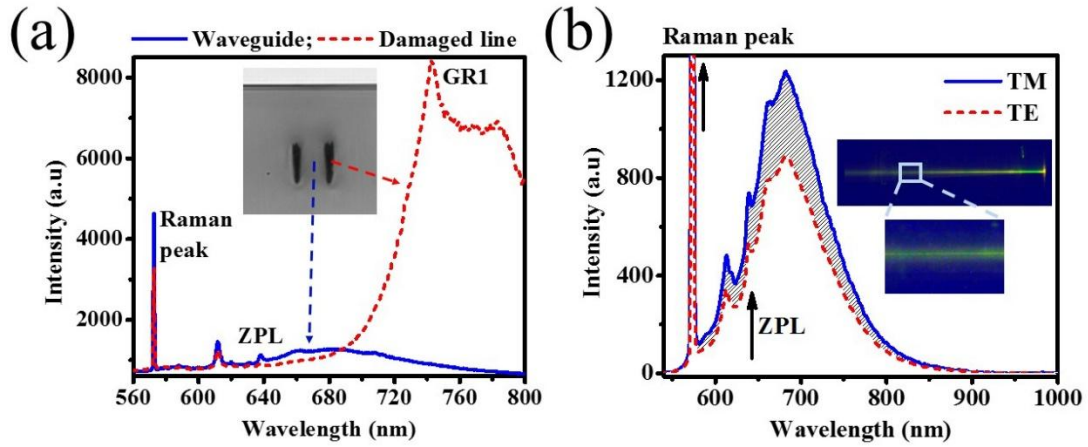 (a)
Waveguide; Damaged line
8000
6000
4000
2000
Intensity (a.u)
GR1
Raman
peak
ZPL
560 600 640 680 720 760 800
Wavelength (nm)
(b)
Raman peak
1200
800
400
0
Intensity (a.u)
TM
TE
ZPL
600 700 800 900 1000
Wavelength (nm)